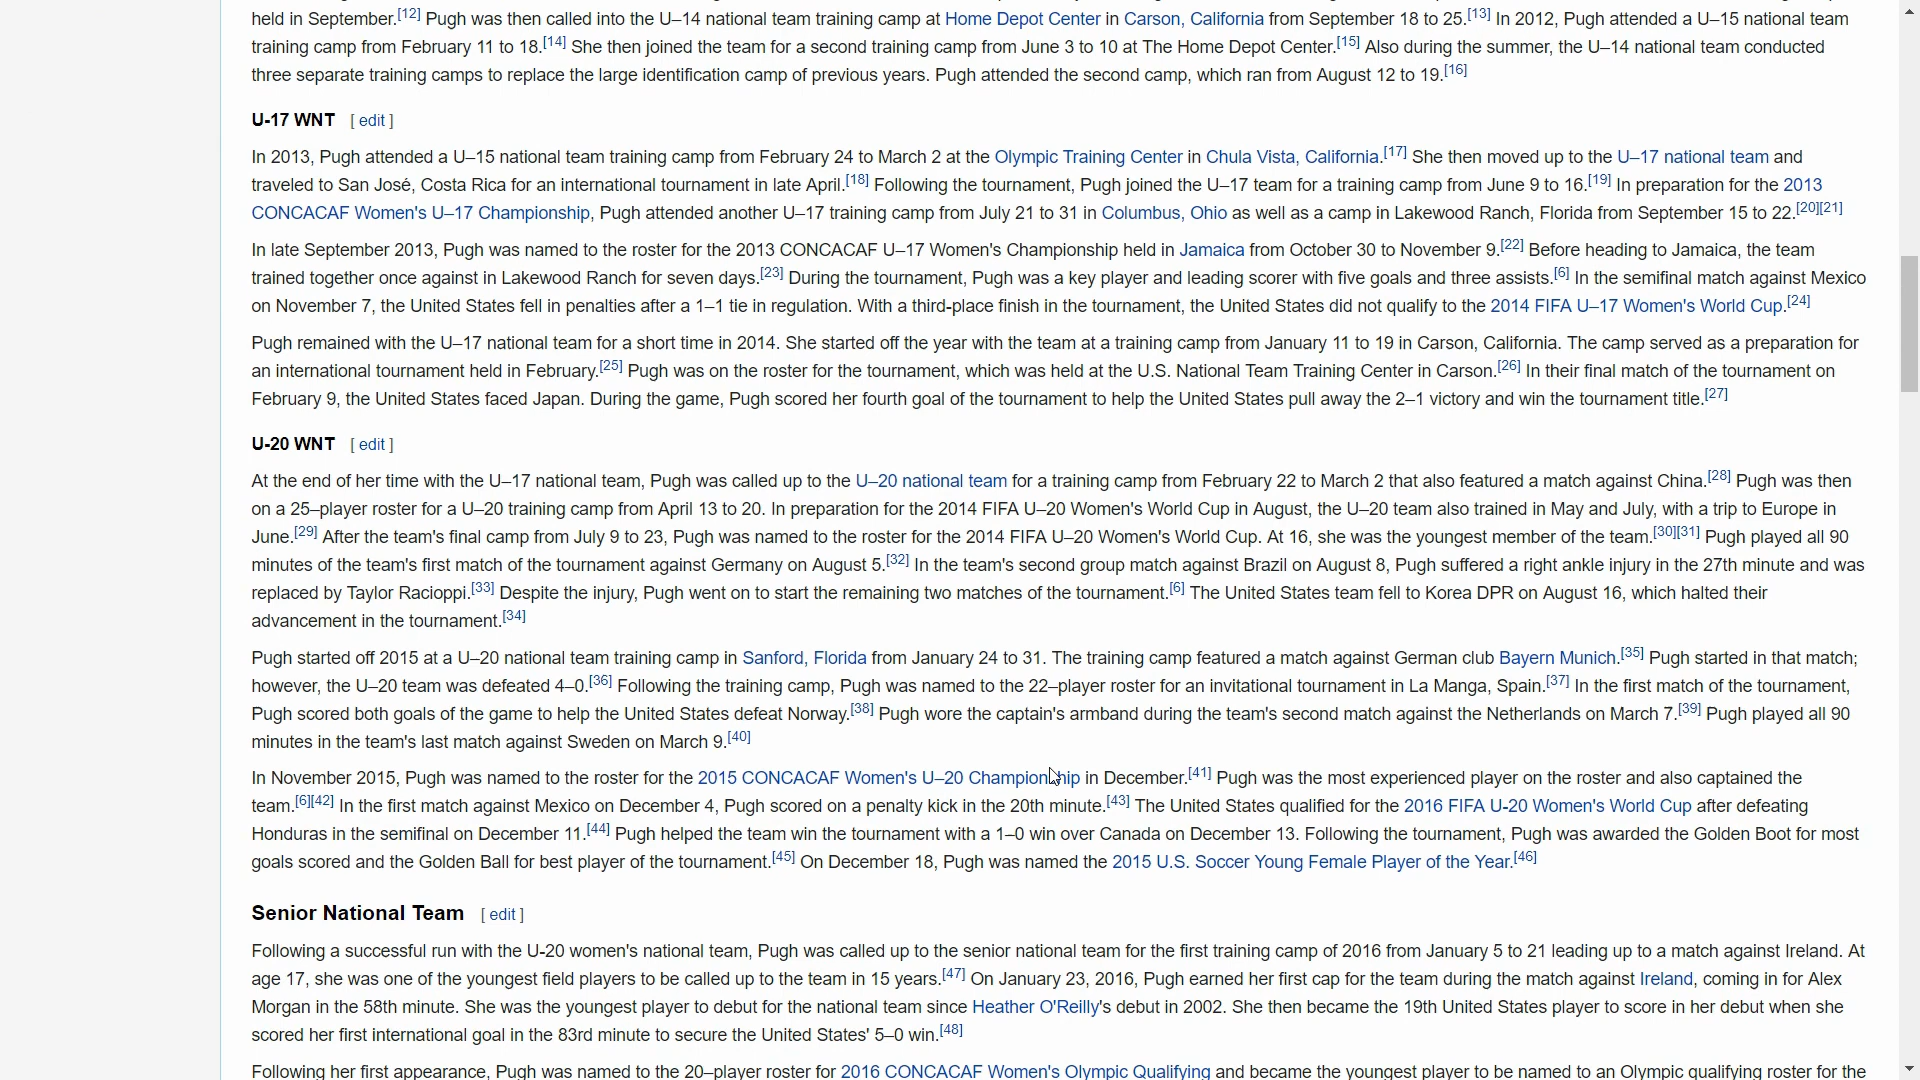 held in September.[12] Pugh was then called into the U–14 national team training camp at Home Depot Center in Carson, California from September 18 to 25.[13] In 2012, Pugh attended a U–15 national team
training camp from February 11 to 18.[14] She then joined the team for a second training camp from June 3 to 10 at The Home Depot Center.[15] Also during the summer, the U–14 national team conducted
three separate training camps to replace the large identification camp of previous years. Pugh attended the second camp, which ran from August 12 to 19.[16]
U-17 WNT [ edit ]
In 2013, Pugh attended a U–15 national team training camp from February 24 to March 2 at the Olympic Training Center in Chula Vista, California.[17] She then moved up to the U–17 national team and
traveled to San José, Costa Rica for an international tournament in late April.[18] Following the tournament, Pugh joined the U–17 team for a training camp from June 9 to 16.[19] In preparation for the 2013
CONCACAF Women's U–17 Championship, Pugh attended another U–17 training camp from July 21 to 31 in Columbus, Ohio as well as a camp in Lakewood Ranch, Florida from September 15 to 22.[20][21]
In late September 2013, Pugh was named to the roster for the 2013 CONCACAF U–17 Women's Championship held in Jamaica from October 30 to November 9.[22] Before heading to Jamaica, the team
trained together once against in Lakewood Ranch for seven days.[23] During the tournament, Pugh was a key player and leading scorer with five goals and three assists.[6] In the semifinal match against Mexico
on November 7, the United States fell in penalties after a 1–1 tie in regulation. With a third-place finish in the tournament, the United States did not qualify to the 2014 FIFA U–17 Women's World Cup.[24]
Pugh remained with the U–17 national team for a short time in 2014. She started off the year with the team at a training camp from January 11 to 19 in Carson, California. The camp served as a preparation for
an international tournament held in February.[25] Pugh was on the roster for the tournament, which was held at the U.S. National Team Training Center in Carson.[26] In their final match of the tournament on
February 9, the United States faced Japan. During the game, Pugh scored her fourth goal of the tournament to help the United States pull away the 2–1 victory and win the tournament title.[27]
U-20 WNT [ edit ]
At the end of her time with the U–17 national team, Pugh was called up to the U–20 national team for a training camp from February 22 to March 2 that also featured a match against China.[28] Pugh was then
on a 25–player roster for a U–20 training camp from April 13 to 20. In preparation for the 2014 FIFA U–20 Women's World Cup in August, the U–20 team also trained in May and July, with a trip to Europe in
June.[29] After the team's final camp from July 9 to 23, Pugh was named to the roster for the 2014 FIFA U–20 Women's World Cup. At 16, she was the youngest member of the team.[30][31] Pugh played all 90
minutes of the team's first match of the tournament against Germany on August 5.[32] In the team's second group match against Brazil on August 8, Pugh suffered a right ankle injury in the 27th minute and was
replaced by Taylor Racioppi.[33] Despite the injury, Pugh went on to start the remaining two matches of the tournament.[6] The United States team fell to Korea DPR on August 16, which halted their
advancement in the tournament.[34]
Pugh started off 2015 at a U–20 national team training camp in Sanford, Florida from January 24 to 31. The training camp featured a match against German club Bayern Munich.[35] Pugh started in that match;
however, the U–20 team was defeated 4–0.[36] Following the training camp, Pugh was named to the 22–player roster for an invitational tournament in La Manga, Spain.[37] In the first match of the tournament,
Pugh scored both goals of the game to help the United States defeat Norway.[38] Pugh wore the captain's armband during the team's second match against the Netherlands on March 7.[39] Pugh played all 90
minutes in the team's last match against Sweden on March 9.[40]
In November 2015, Pugh was named to the roster for the 2015 CONCACAF Women's U–20 Championship in December.[41] Pugh was the most experienced player on the roster and also captained the
team.[6][42] In the first match against Mexico on December 4, Pugh scored on a penalty kick in the 20th minute.[43] The United States qualified for the 2016 FIFA U-20 Women's World Cup after defeating
Honduras in the semifinal on December 11.[44] Pugh helped the team win the tournament with a 1–0 win over Canada on December 13. Following the tournament, Pugh was awarded the Golden Boot for most
goals scored and the Golden Ball for best player of the tournament.[45] On December 18, Pugh was named the 2015 U.S. Soccer Young Female Player of the Year.[46]
Senior National Team [ edit ]
Following a successful run with the U-20 women's national team, Pugh was called up to the senior national team for the first training camp of 2016 from January 5 to 21 leading up to a match against Ireland. At
age 17, she was one of the youngest field players to be called up to the team in 15 years.[47] On January 23, 2016, Pugh earned her first cap for the team during the match against Ireland, coming in for Alex
Morgan in the 58th minute. She was the youngest player to debut for the national team since Heather O'Reilly's debut in 2002. She then became the 19th United States player to score in her debut when she
scored her first international goal in the 83rd minute to secure the United States' 5–0 win.[48]
Following her first appearance, Pugh was named to the 20–player roster for 2016 CONCACAF Women's Olympic Qualifying and became the youngest player to be named to an Olympic qualifying roster for the